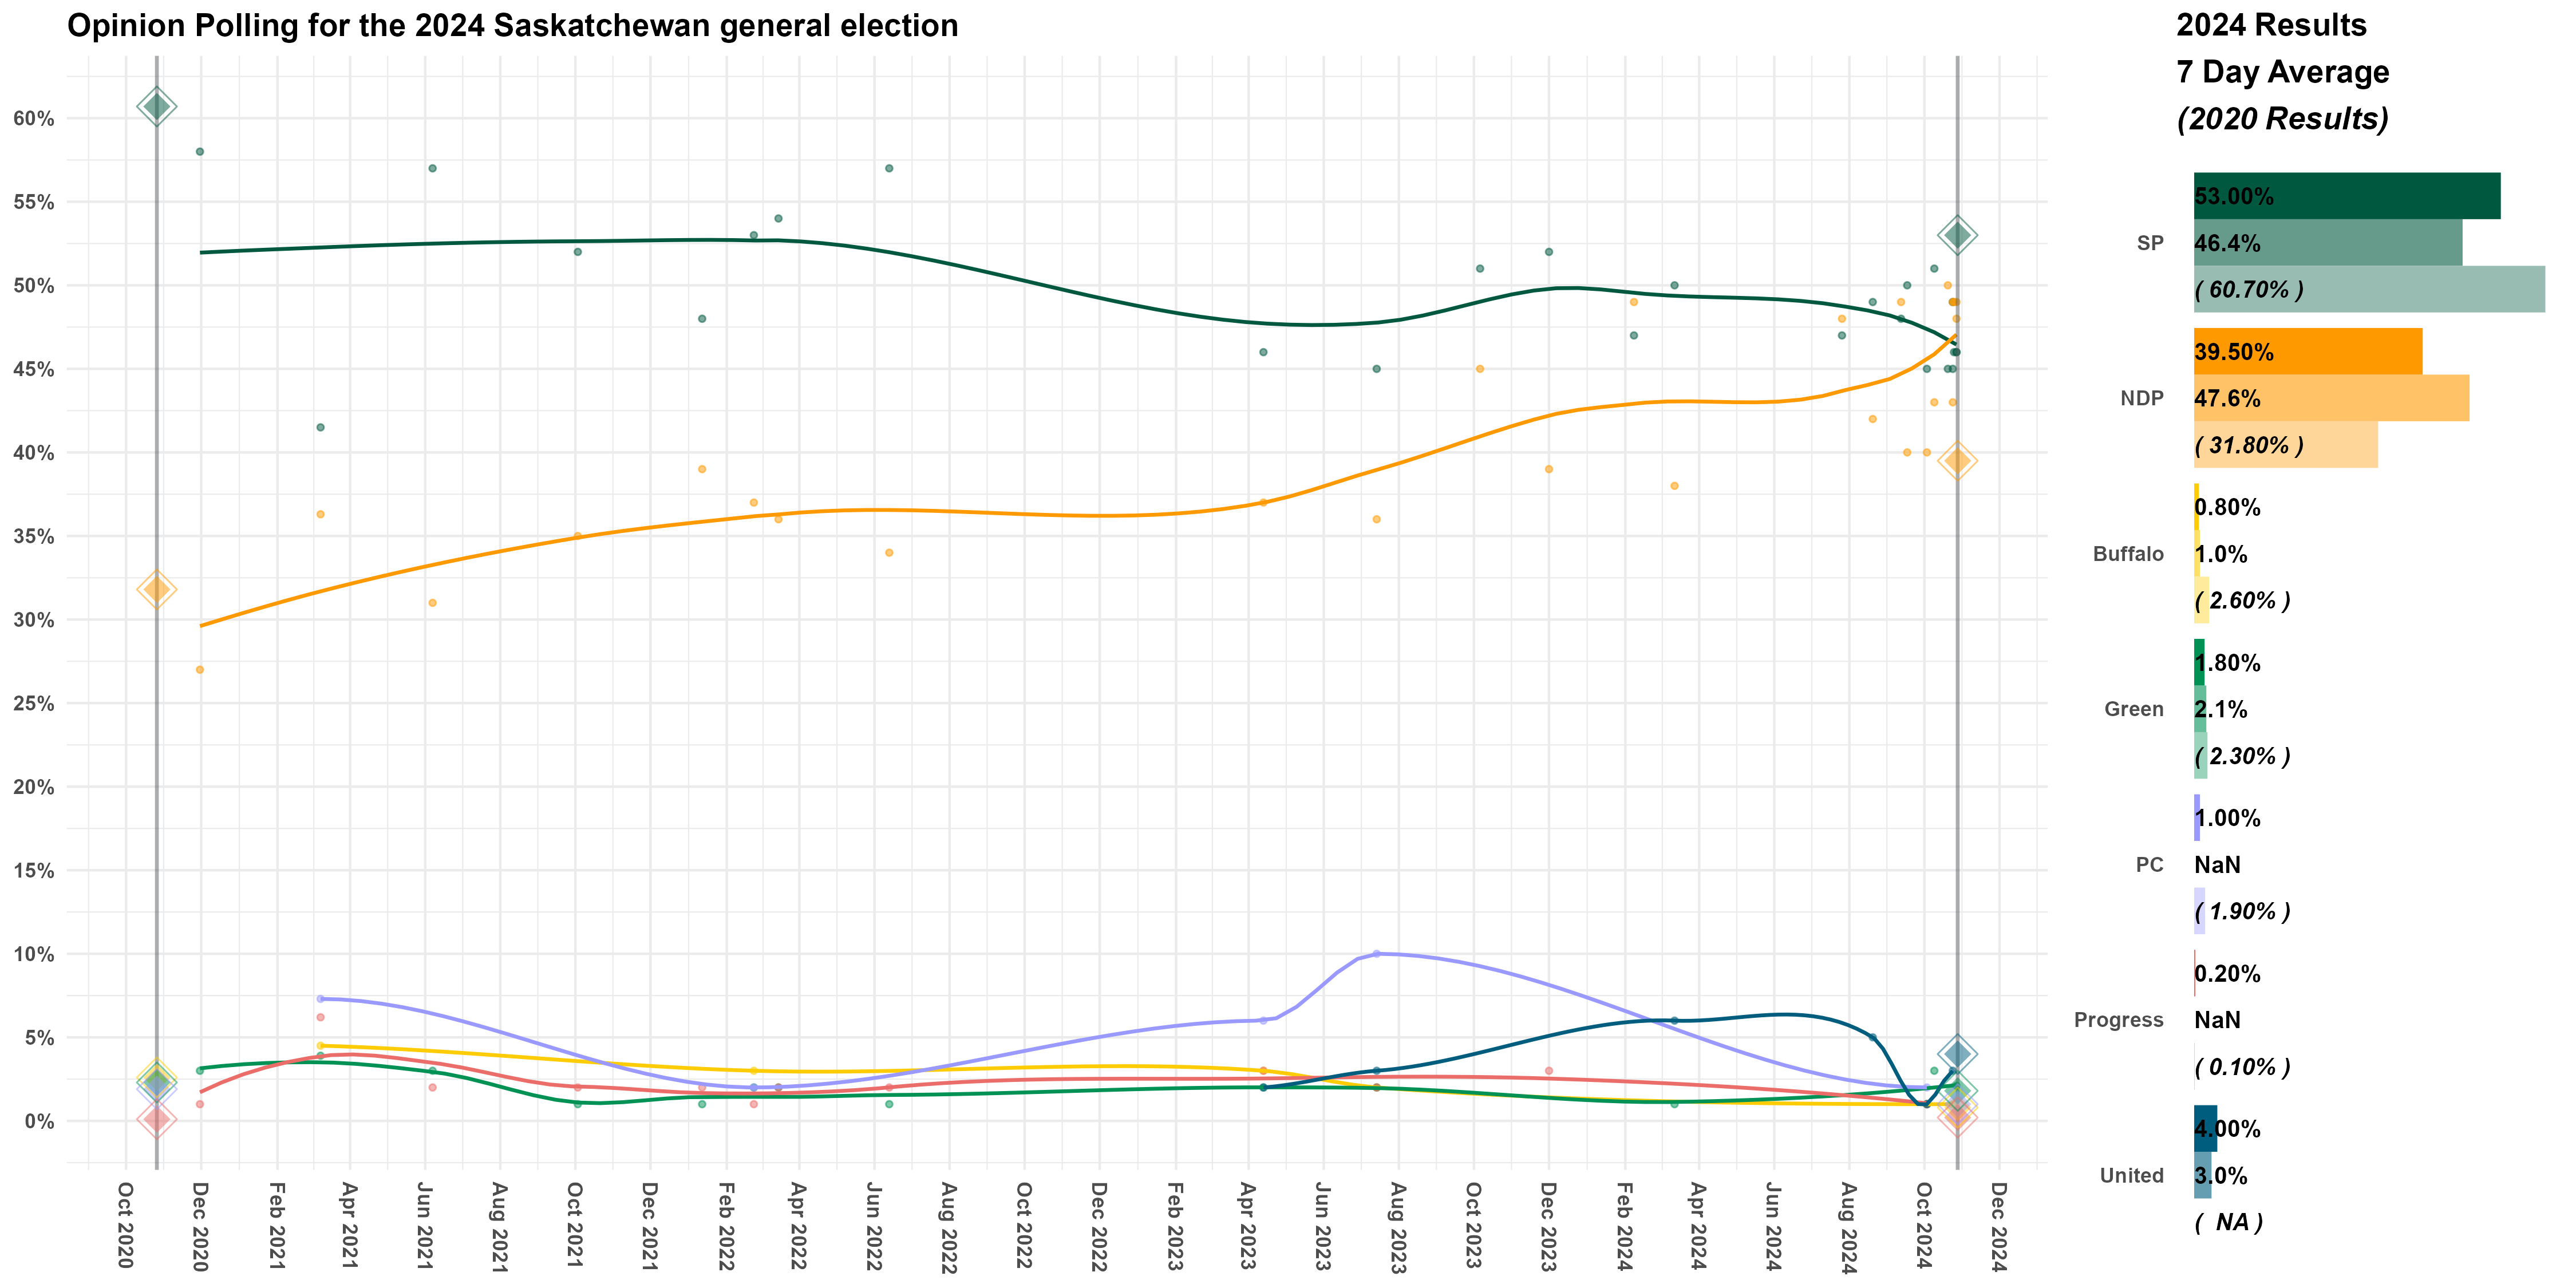 Opinion Polling for the 2024 Saskatchewan general election
2024 Results
7 Day Average
(2020 Results)
60%
55%
50%
45%
40%
35%
30%
25%
20%
15%
10%
5%
0%
Oct 2020
Dec 2020
Feb 2021
Apr 2021
Jun 2021
Aug 2021
Oct 2021
Dec 2021
Feb 2022
Apr 2022
Jun 2022
Aug 2022
Oct 2022
Dec 2022
Feb 2023
Apr 2023
Jun 2023
Aug 2023
Oct 2023
Dec 2023
Feb 2024
Apr 2024
Jun 2024
Aug 2024
Oct 2024
Dec 2024
53.00%
SP 46.4%
( 60.70% )
39.50%
NDP 47.6%
( 31.80% )
0.80%
Buffalo 1.0%
( 2.60% )
1.80%
Green 2.1%
( 2.30% )
1.00%
PC NaN
( 1.90% )
0.20%
Progress NaN
( 0.10% )
4.00%
United 3.0%
( NA )